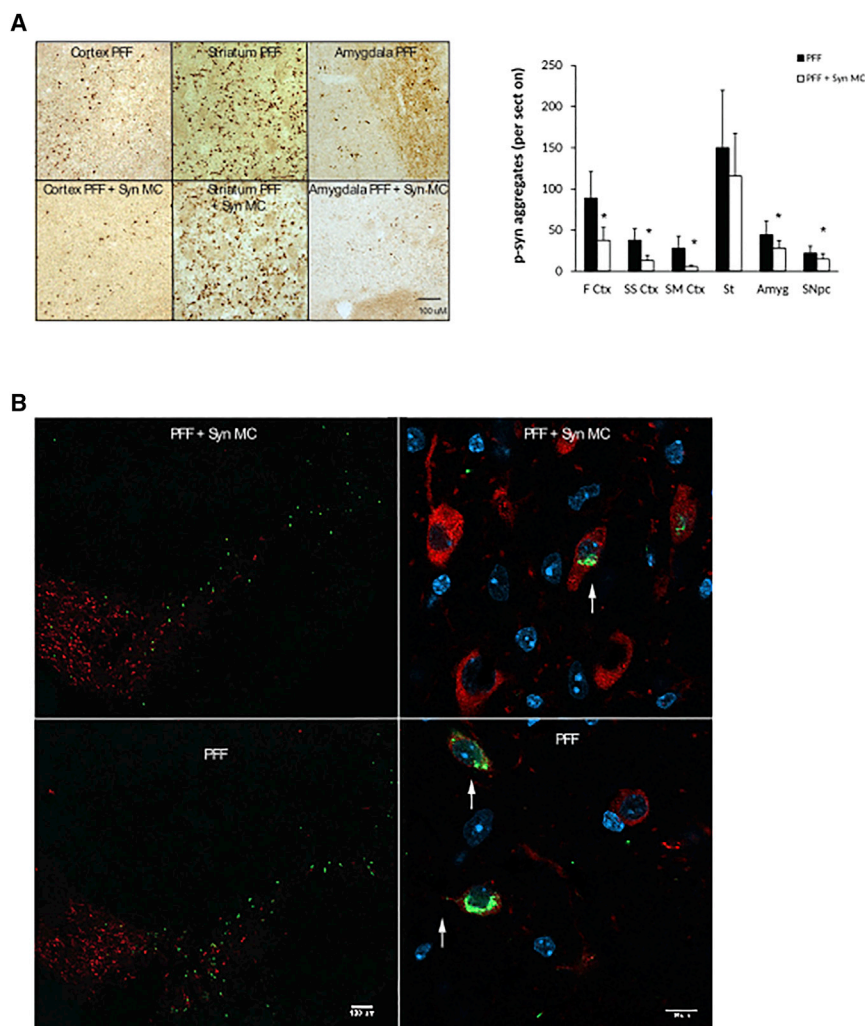 A
Cortex PFF
Striatum PFF
Amygdala PFF
Cortex PFF + Syn MC
Striatum PFF
+ Syn MC
Amygdala PFF + Syn MC
100 uM
p-syn aggregates (per sect on)
250
200
150
100
50
0
PFF
PFF + Syn MC
*
*
*
*
*
F Ctx
SS Ctx
SM Ctx
St
Amyg
SNpc
B
PFF + Syn MC
PFF + Syn MC
PFF
PFF